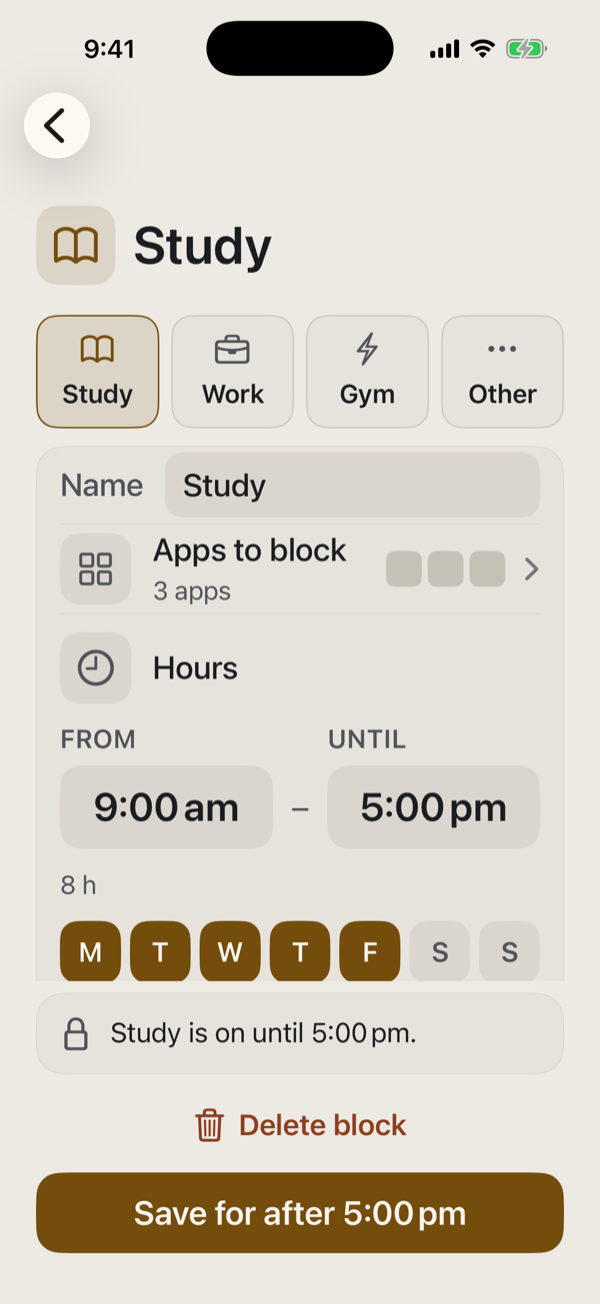 9:41
Study
Study Work Gym Other
Name Study
Apps to block
3 apps
Hours
FROM UNTIL
9:00 am – 5:00 pm
8 h
M T W T F S S
Study is on until 5:00 pm.
Delete block
Save for after 5:00 pm